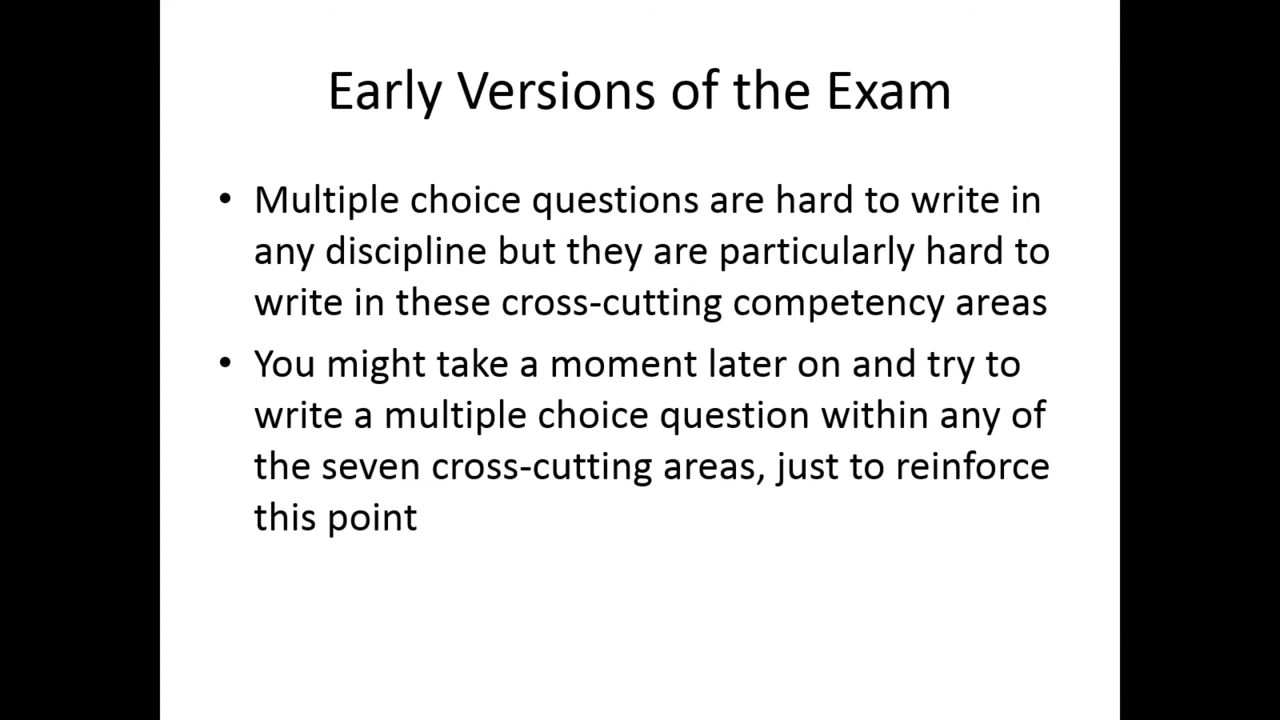 Early Versions of the Exam
• Multiple choice questions are hard to write in
any discipline but they are particularly hard to
write in these cross-cutting competency areas
• You might take a moment later on and try to
write a multiple choice question within any of
the seven cross-cutting areas, just to reinforce
this point